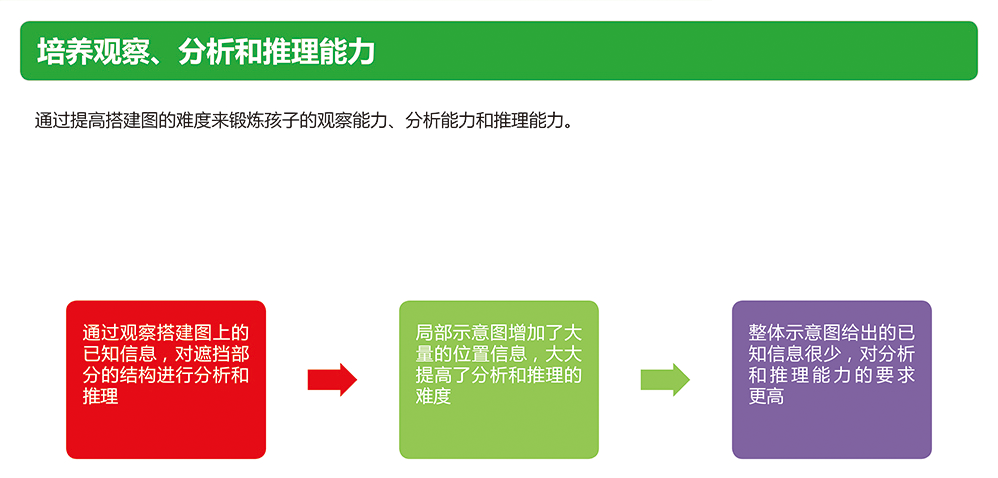 培养观察、分析和推理能力
通过提高搭建图的难度来锻炼孩子的观察能力、分析能力和推理能力。
通过观察搭建图上的
已知信息，对遮挡部
分的结构进行分析和
推理
局部示意图增加了大
量的位置信息，大大
提高了分析和推理的
难度
整体示意图给出的已
知信息很少，对分析
和推理能力的要求
更高